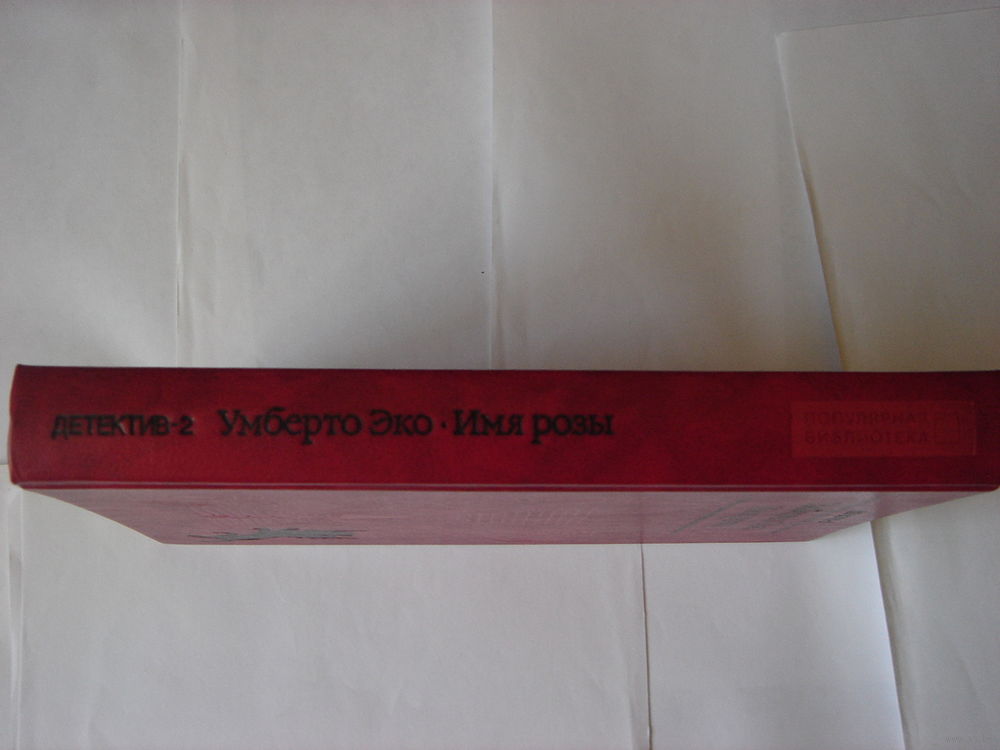 ДЕТЕКТИВ-2 Умберто Эко · Имя розы
ПОПУЛЯРНАЯ
БИБЛИОТЕКА